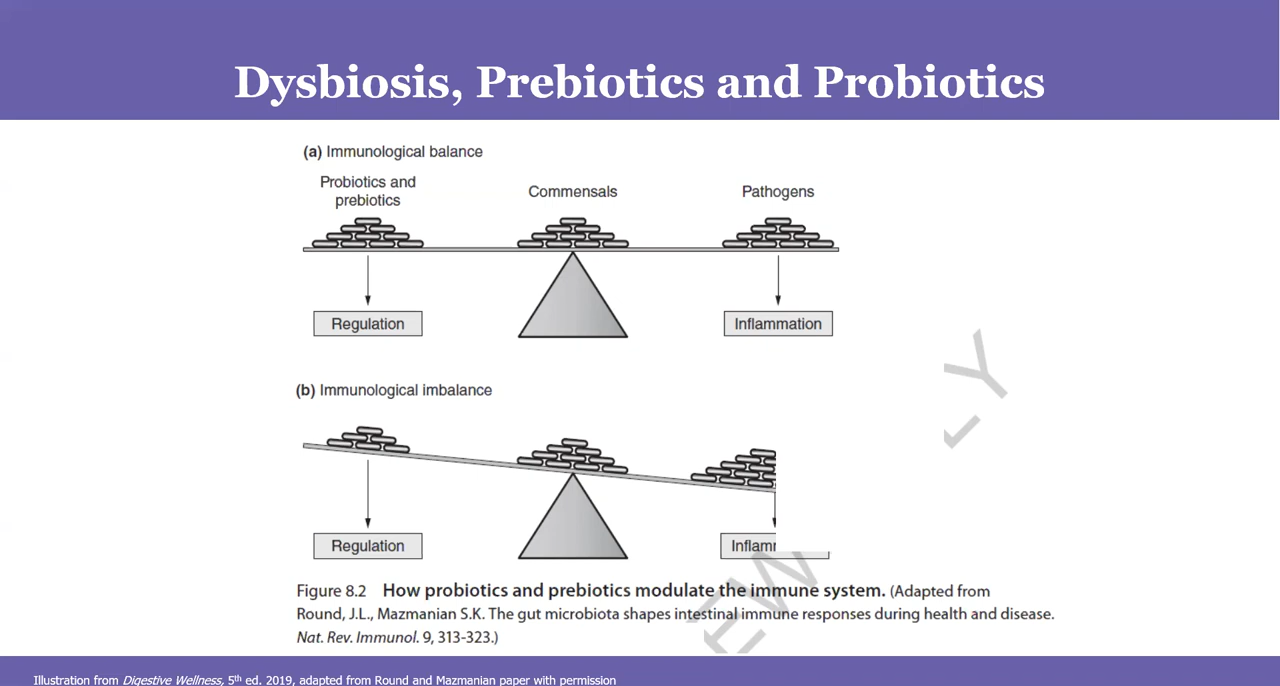 Dysbiosis, Prebiotics and Probiotics
(a) Immunological balance
Probiotics and
prebiotics
Commensals
Pathogens
Regulation
Inflammation
(b) Immunological imbalance
Regulation
Figure 8.2 How probiotics and prebiotics modulate the immune system. (Adapted from
Round, J.L., Mazmanian S.K. The gut microbiota shapes intestinal immune responses during health and disease.
Nat. Rev. Immunol. 9, 313-323.)
Illustration from Digestive Wellness, 5th ed. 2019, adapted from Round and Mazmanian paper with permission